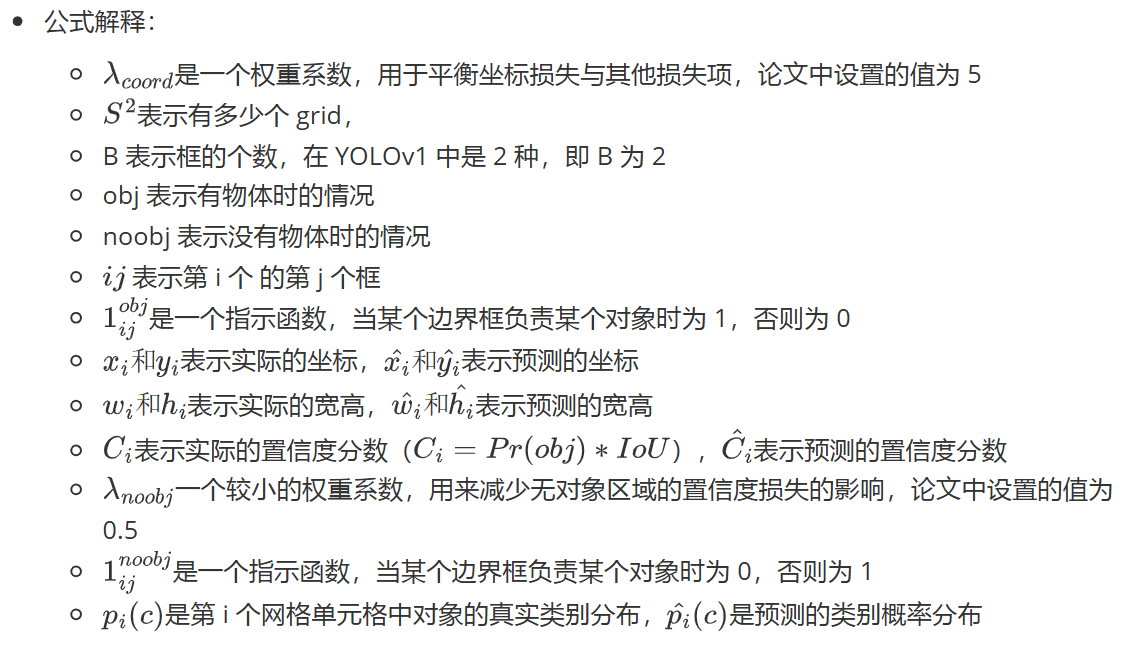 公式解释：
$\lambda_{coord}$是一个权重系数，用于平衡坐标损失与其他损失项，论文中设置的值为 5
$S^2$表示有多少个 grid，
B 表示框的个数，在 YOLOv1 中是 2 种，即 B 为 2
obj 表示有物体时的情况
noobj 表示没有物体时的情况
$ij$ 表示第 i 个 的第 j 个框
$1_{ij}^{obj}$是一个指示函数，当某个边界框负责某个对象时为 1，否则为 0
$x_i和y_i$表示实际的坐标，$\hat{x_i}和\hat{y_i}$表示预测的坐标
$w_i和h_i$表示实际的宽高，$\hat{w_i}和\hat{h_i}$表示预测的宽高
$C_i$表示实际的置信度分数（$C_i = Pr(obj) * IoU$）, $\hat{C_i}$表示预测的置信度分数
$\lambda_{noobj}$一个较小的权重系数，用来减少无对象区域的置信度损失的影响，论文中设置的值为
0.5
$1_{ij}^{noobj}$是一个指示函数，当某个边界框负责某个对象时为 0，否则为 1
$p_i(c)$是第 i 个网格单元格中对象的真实类别分布，$\hat{p_i}(c)$是预测的类别概率分布